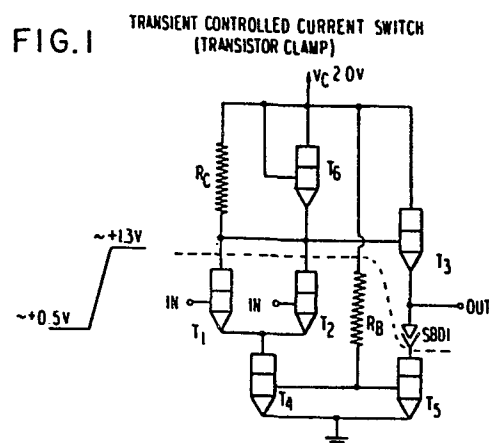 FIG.1
TRANSIENT CONTROLLED CURRENT SWITCH
(TRANSISTOR CLAMP)
VC 2.0V
RC
T6
T3
~+1.3V
~+0.5V
IN
T1
IN
T2
RB
OUT
SBD1
T4
T5